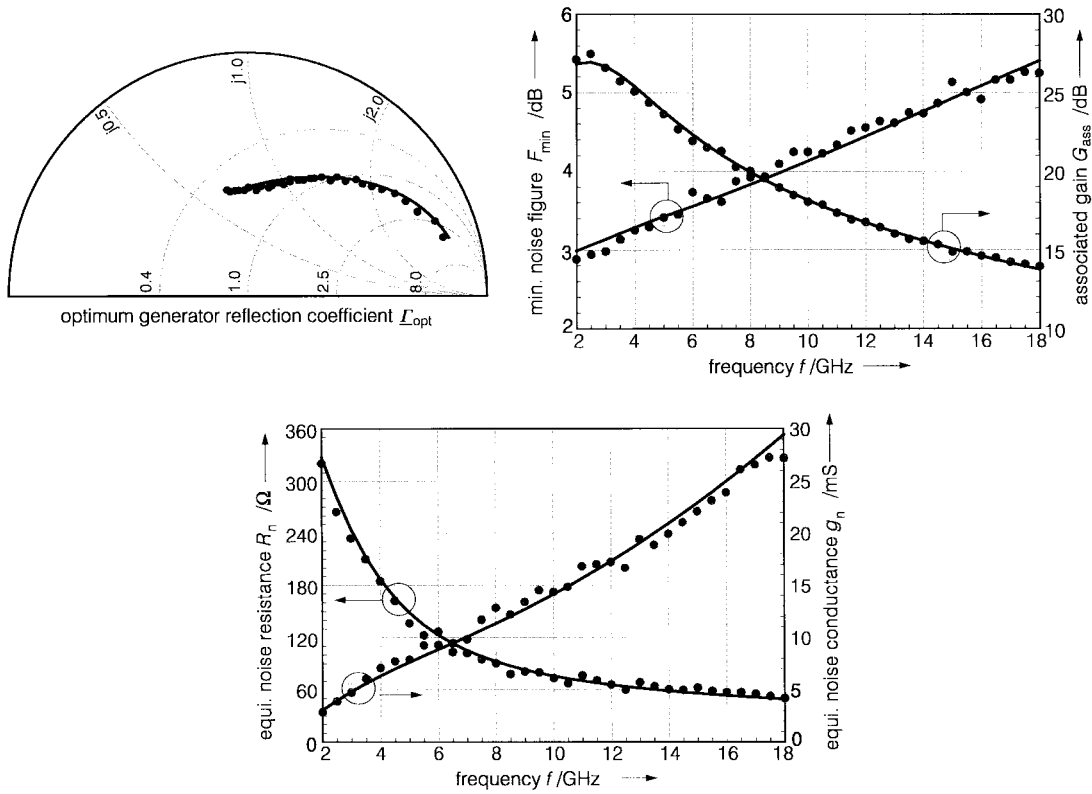 j0.5
j1.0
j2.0
0.4
1.0
2.5
8.0
optimum generator reflection coefficient Γopt
min. noise figure Fmin /dB
6
5
4
3
2
30
25
20
15
10
associated gain Gass /dB
2 4 6 8 10 12 14 16 18
frequency f /GHz
equi. noise resistance Rn /Ω
360
300
240
180
120
60
0
30
25
20
15
10
5
0
equi. noise conductance gn /mS
2 4 6 8 10 12 14 16 18
frequency f /GHz